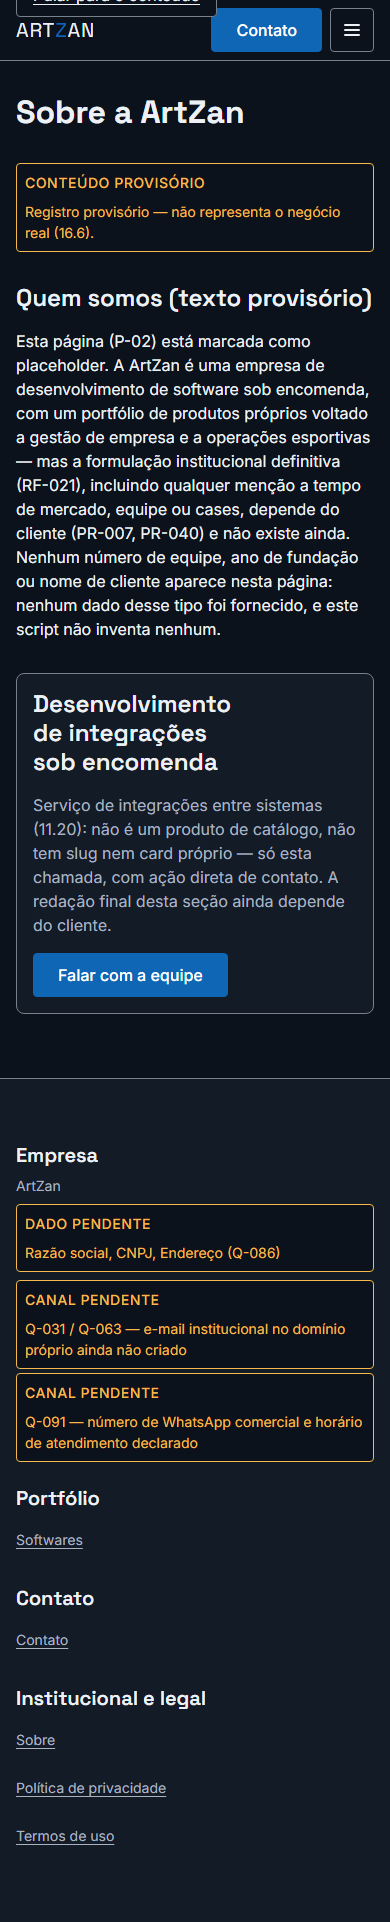 para o conteúdo
ARTZAN
Contato
Sobre a ArtZan
CONTEÚDO PROVISÓRIO
Registro provisório — não representa o negócio
real (16.6).
Quem somos (texto provisório)
Esta página (P-02) está marcada como
placeholder. A ArtZan é uma empresa de
desenvolvimento de software sob encomenda,
com um portfólio de produtos próprios voltado
a gestão de empresa e a operações esportivas
— mas a formulação institucional definitiva
(RF-021), incluindo qualquer menção a tempo
de mercado, equipe ou cases, depende do
cliente (PR-007, PR-040) e não existe ainda.
Nenhum número de equipe, ano de fundação
ou nome de cliente aparece nesta página:
nenhum dado desse tipo foi fornecido, e este
script não inventa nenhum.
Desenvolvimento
de integrações
sob encomenda
Serviço de integrações entre sistemas
(11.20): não é um produto de catálogo, não
tem slug nem card próprio — só esta
chamada, com ação direta de contato. A
redação final desta seção ainda depende
do cliente.
Falar com a equipe
Empresa
ArtZan
DADO PENDENTE
Razão social, CNPJ, Endereço (Q-086)
CANAL PENDENTE
Q-031 / Q-063 — e-mail institucional no domínio
próprio ainda não criado
CANAL PENDENTE
Q-091 — número de WhatsApp comercial e horário
de atendimento declarado
Portfólio
Softwares
Contato
Contato
Institucional e legal
Sobre
Política de privacidade
Termos de uso